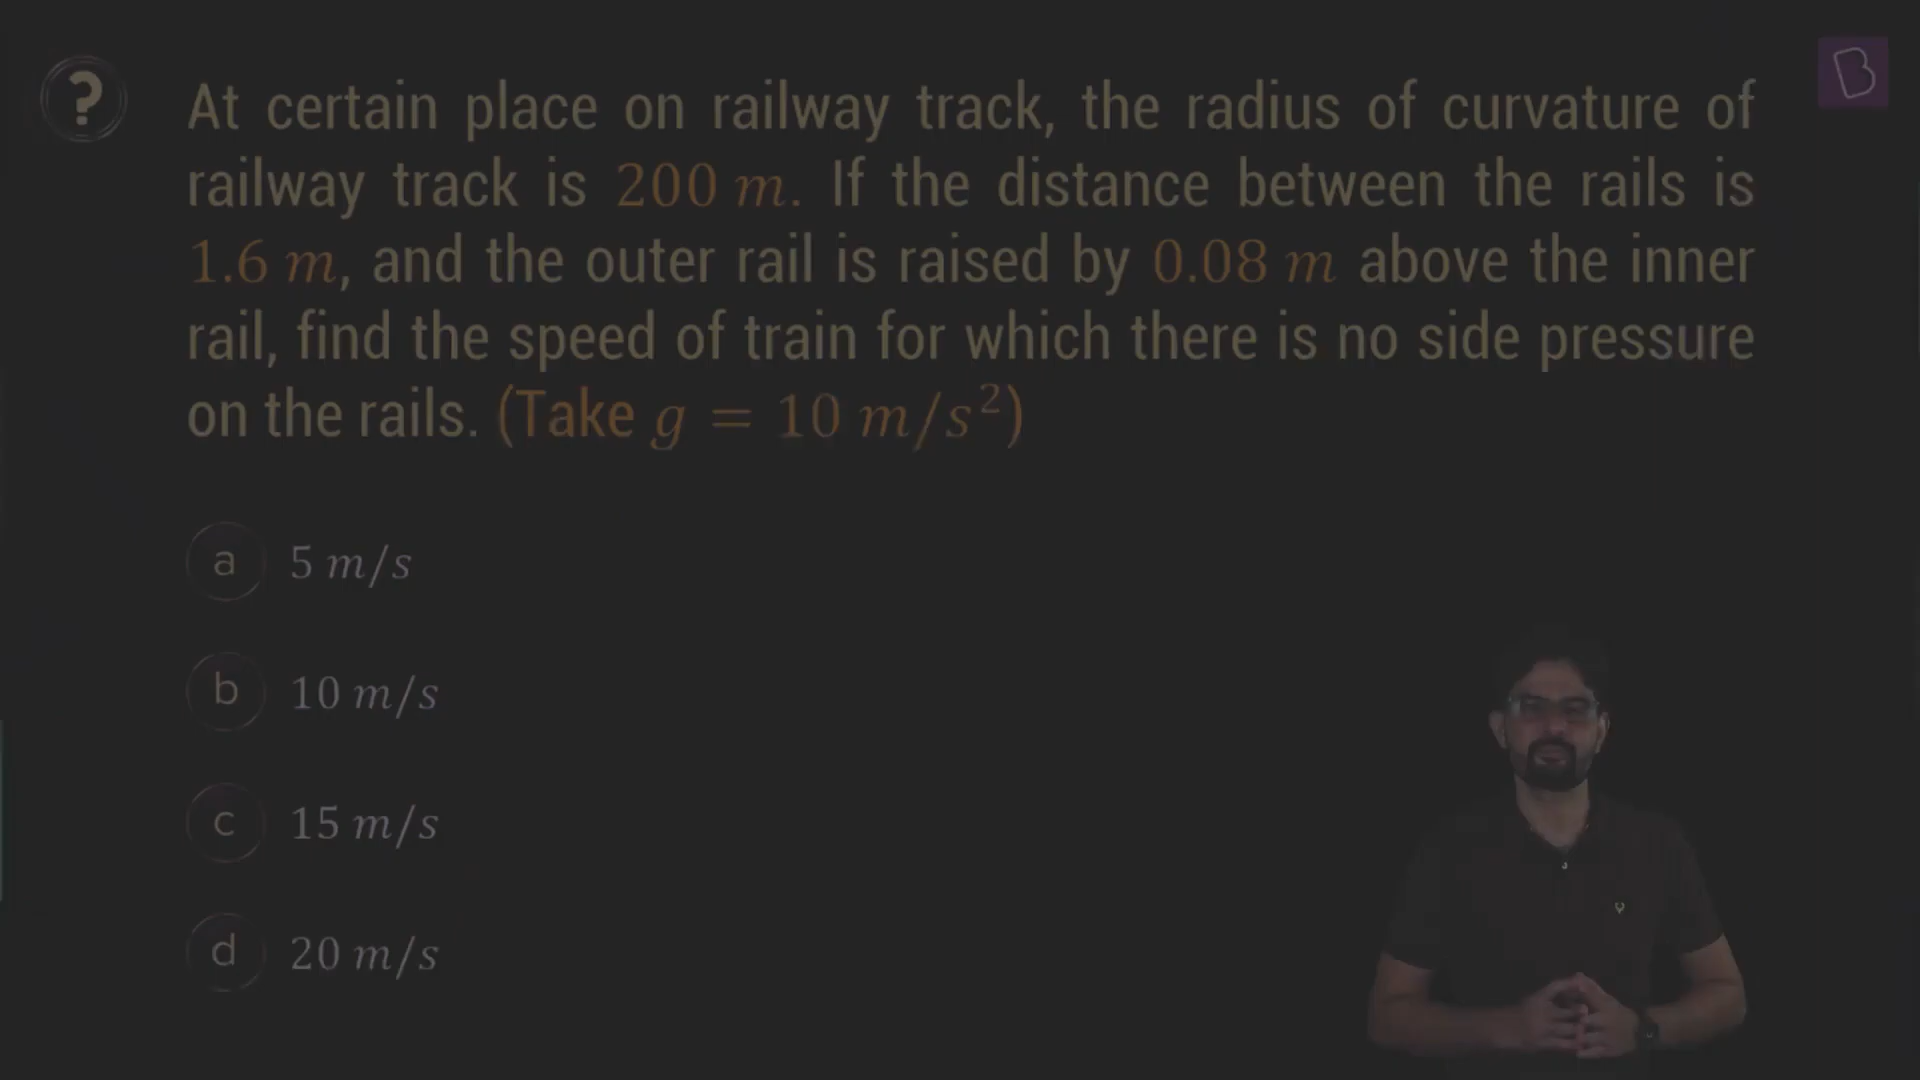 ?
At certain place on railway track, the radius of curvature of
railway track is 200 m. If the distance between the rails is
1.6 m, and the outer rail is raised by 0.08 m above the inner
rail, find the speed of train for which there is no side pressure
on the rails. (Take g = 10 m/s²)
a 5 m/s
b 10 m/s
c 15 m/s
d 20 m/s
B